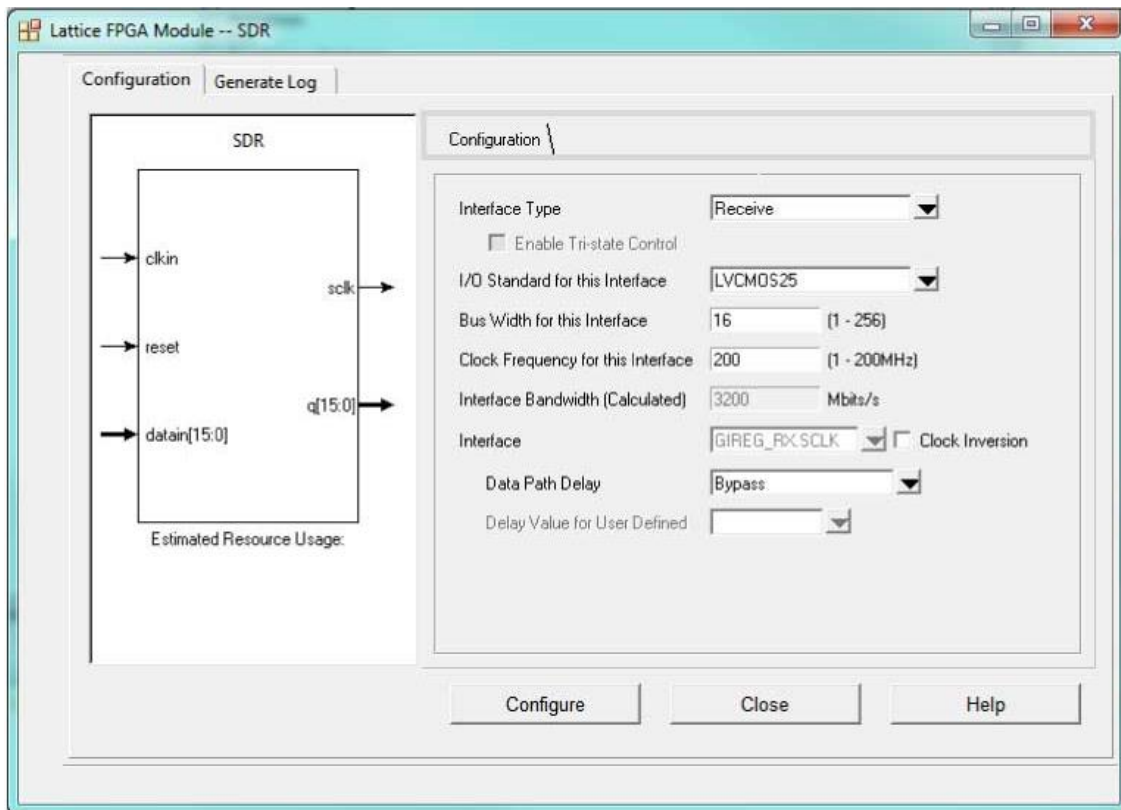 Lattice FPGA Module -- SDR
Configuration
Generate Log
SDR
clkin
sclk
reset
q[15:0]
datain[15:0]
Estimated Resource Usage:
Configuration
Interface Type Receive
Enable Tri-state Control
I/O Standard for this Interface LVCMOS25
Bus Width for this Interface 16 (1 - 256)
Clock Frequency for this Interface 200 (1 - 200MHz)
Interface Bandwidth (Calculated) 3200 Mbits/s
Interface GIREG_RX.SCLK Clock Inversion
Data Path Delay Bypass
Delay Value for User Defined
Configure Close Help